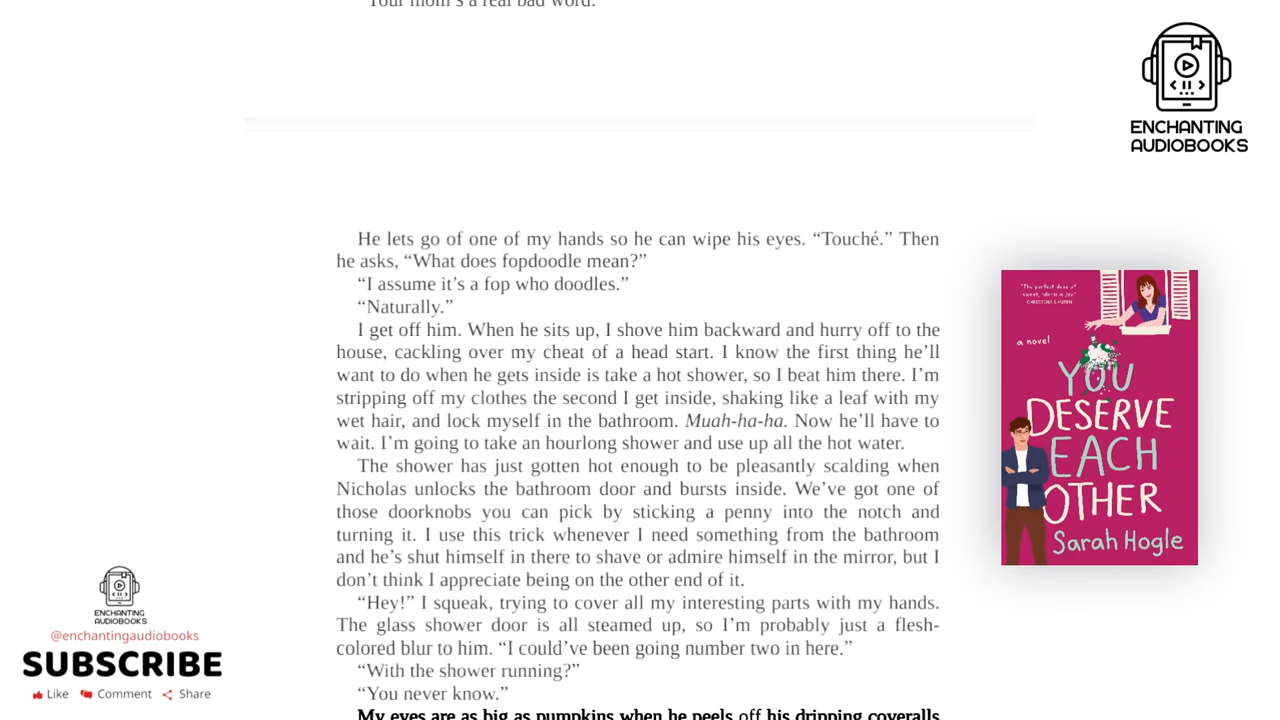 “Your mom’s a real bad word.”
ENCHANTING
AUDIOBOOKS
He lets go of one of my hands so he can wipe his eyes. “Touché.” Then
he asks, “What does fopdoodle mean?”
“I assume it’s a fop who doodles.”
“Naturally.”
I get off him. When he sits up, I shove him backward and hurry off to the
house, cackling over my cheat of a head start. I know the first thing he’ll
want to do when he gets inside is take a hot shower, so I beat him there. I’m
stripping off my clothes the second I get inside, shaking like a leaf with my
wet hair, and lock myself in the bathroom. Muah-ha-ha. Now he’ll have to
wait. I’m going to take an hourlong shower and use up all the hot water.
The shower has just gotten hot enough to be pleasantly scalding when
Nicholas unlocks the bathroom door and bursts inside. We’ve got one of
those doorknobs you can pick by sticking a penny into the notch and
turning it. I use this trick whenever I need something from the bathroom
and he’s shut himself in there to shave or admire himself in the mirror, but I
don’t think I appreciate being on the other end of it.
“Hey!” I squeak, trying to cover all my interesting parts with my hands.
The glass shower door is all steamed up, so I’m probably just a flesh-
colored blur to him. “I could’ve been going number two in here.”
“With the shower running?”
“You never know.”
My eyes are as big as pumpkins when he peels off his dripping coveralls
"The perfect dose of
CHRISTINA LAUREN
a novel
YOU
DESERVE
EACH
OTHER
Sarah Hogle
ENCHANTING
AUDIOBOOKS
@enchantingaudiobooks
SUBSCRIBE
Like Comment Share